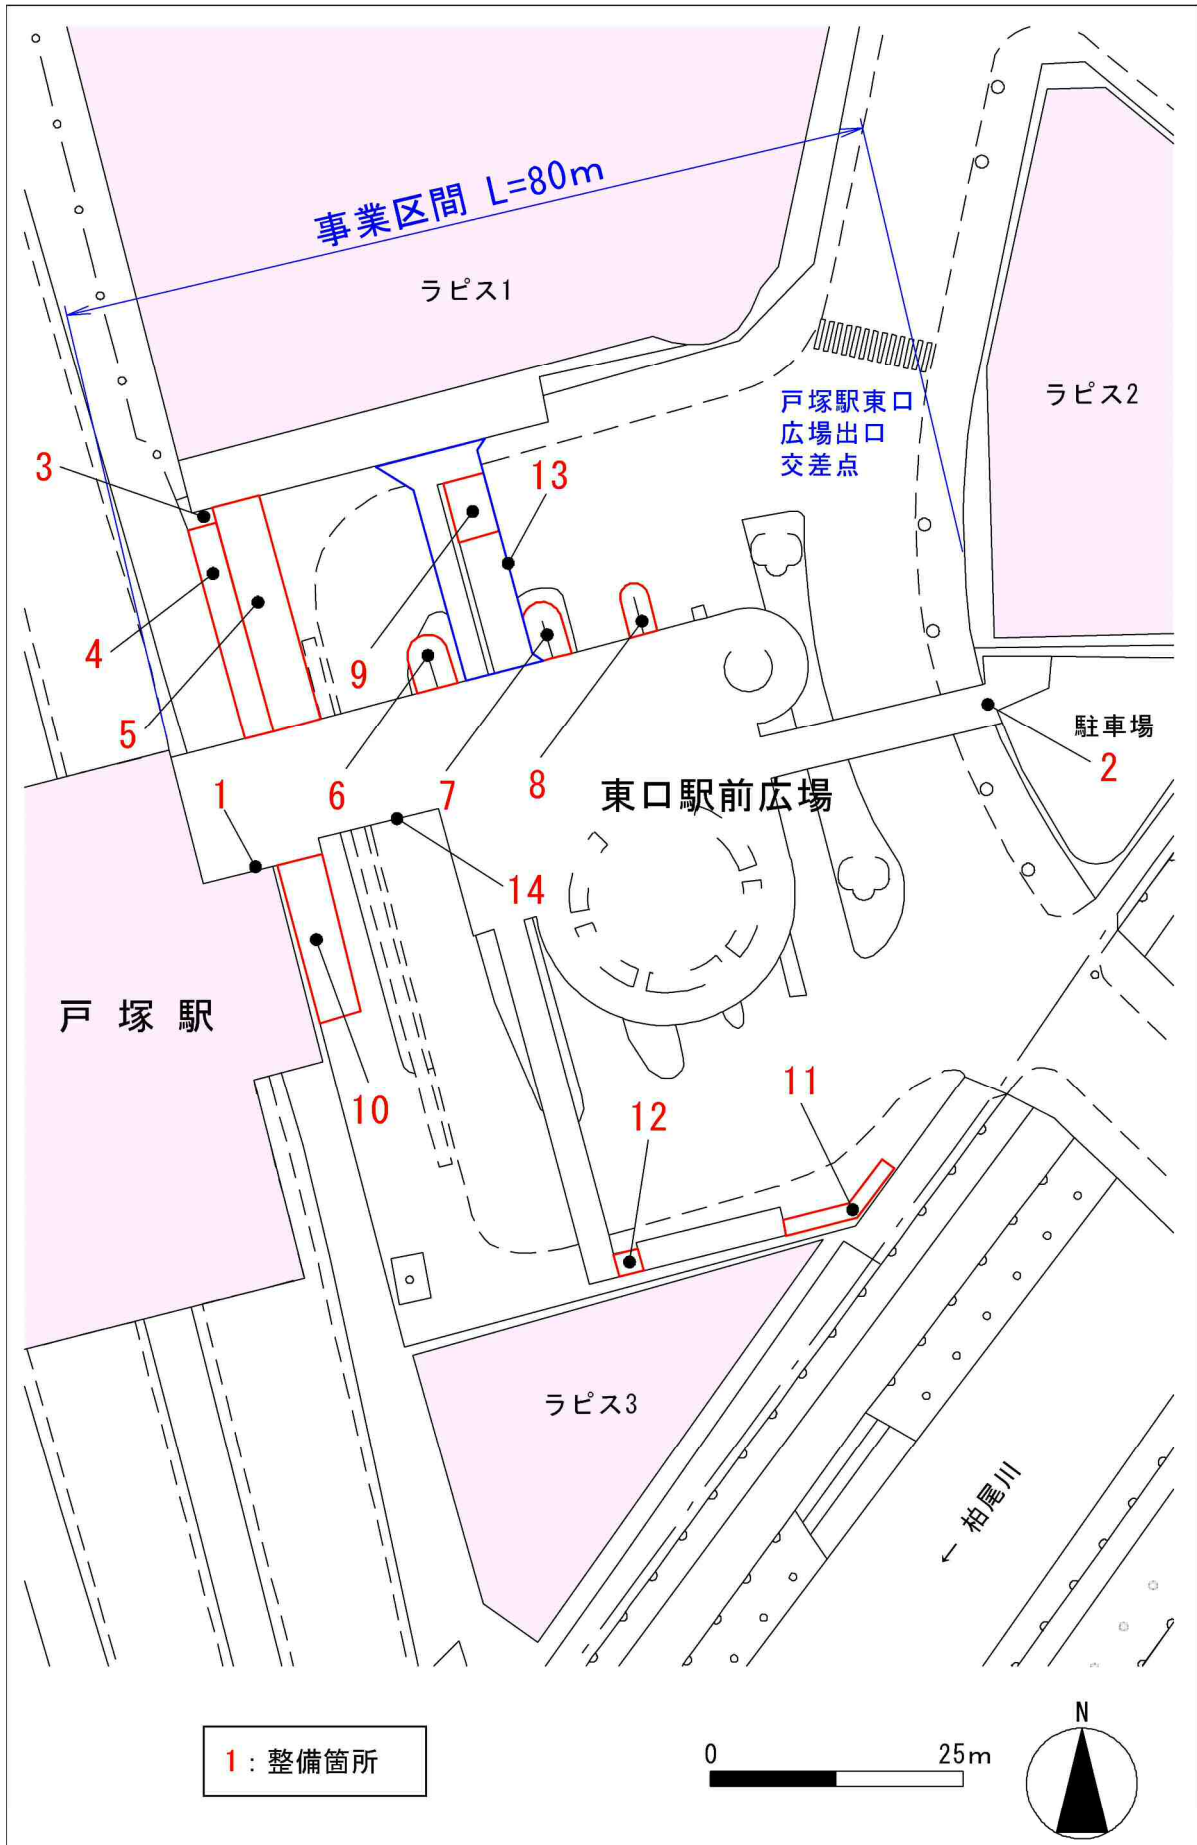 事業区間 L=80m
ラピス1
ラピス2
戸塚駅東口
広場出口
交差点
3
13
4
9
5
駐車場
2
1
6
7
8
東口駅前広場
14
戸塚駅
10
11
12
ラピス3
← 柏尾川
1：整備箇所
0 25m
N